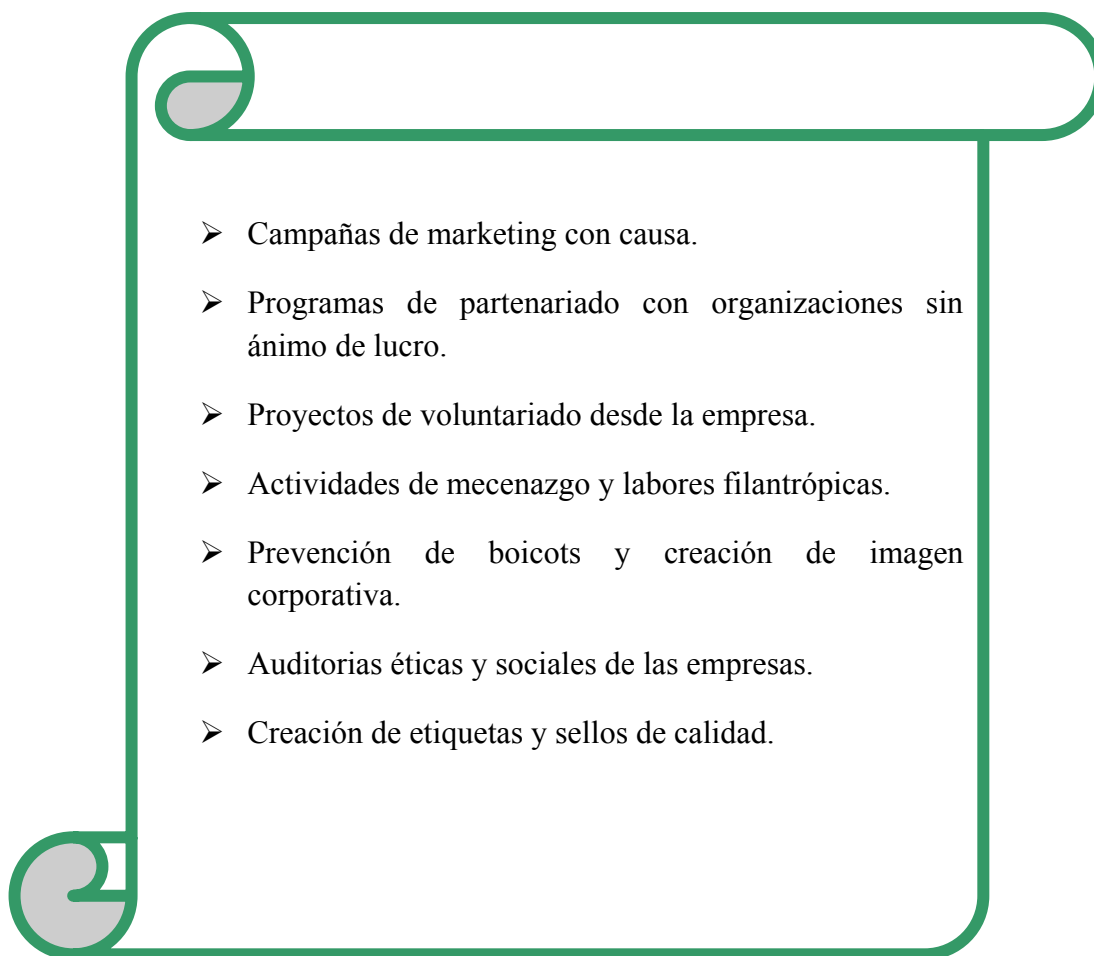 ➢ Campañas de marketing con causa.
➢ Programas de partenariado con organizaciones sin
ánimo de lucro.
➢ Proyectos de voluntariado desde la empresa.
➢ Actividades de mecenazgo y labores filantrópicas.
➢ Prevención de boicots y creación de imagen
corporativa.
➢ Auditorias éticas y sociales de las empresas.
➢ Creación de etiquetas y sellos de calidad.